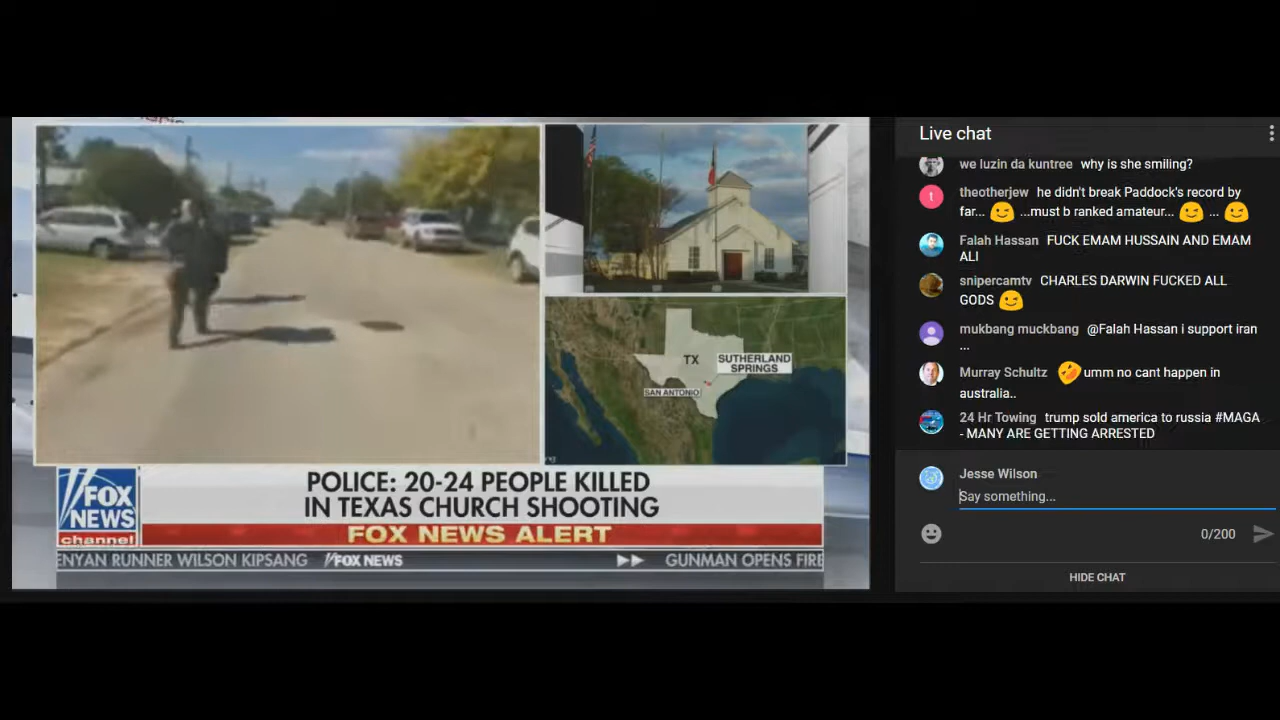 TX
SUTHERLAND
SPRINGS
SAN ANTONIO
POLICE: 20-24 PEOPLE KILLED
IN TEXAS CHURCH SHOOTING
FOX NEWS ALERT
FOX
NEWS
channel
ENYAN RUNNER WILSON KIPSANG FOX NEWS GUNMAN OPENS FIRE
Live chat
we luzin da kuntree why is she smiling?
theotherjew he didn't break Paddock's record by
far... 😉 ...must b ranked amateur... 😉 ... 😉
Falah Hassan FUCK EMAM HUSSAIN AND EMAM
ALI
snipercamtv CHARLES DARWIN FUCKED ALL
GODS 😉
mukbang muckbang @Falah Hassan i support iran
...
Murray Schultz 🤣umm no cant happen in
australia..
24 Hr Towing trump sold america to russia #MAGA
- MANY ARE GETTING ARRESTED
Jesse Wilson
Say something...
0/200
HIDE CHAT